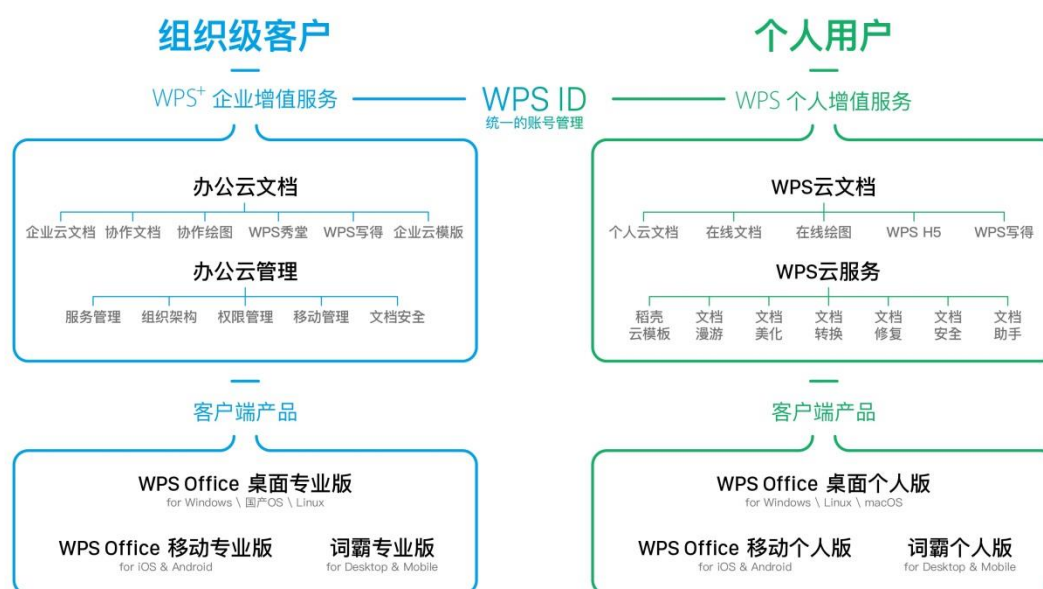 组织级客户
个人用户
WPS+ 企业增值服务
WPS ID
统一的账号管理
WPS 个人增值服务
办公云文档
企业云文档 协作文档 协作绘图 WPS秀堂 WPS写得 企业云模版
办公云管理
服务管理 组织架构 权限管理 移动管理 文档安全
WPS云文档
个人云文档 在线文档 在线绘图 WPS H5 WPS写得
WPS云服务
稻壳 文档 文档 文档 文档 文档 文档
云模板 漫游 美化 转换 修复 安全 助手
客户端产品
WPS Office 桌面专业版
for Windows \ 国产OS \ Linux
WPS Office 移动专业版 词霸专业版
for iOS & Android for Desktop & Mobile
客户端产品
WPS Office 桌面个人版
for Windows \ Linux \ macOS
WPS Office 移动个人版 词霸个人版
for iOS & Android for Desktop & Mobile